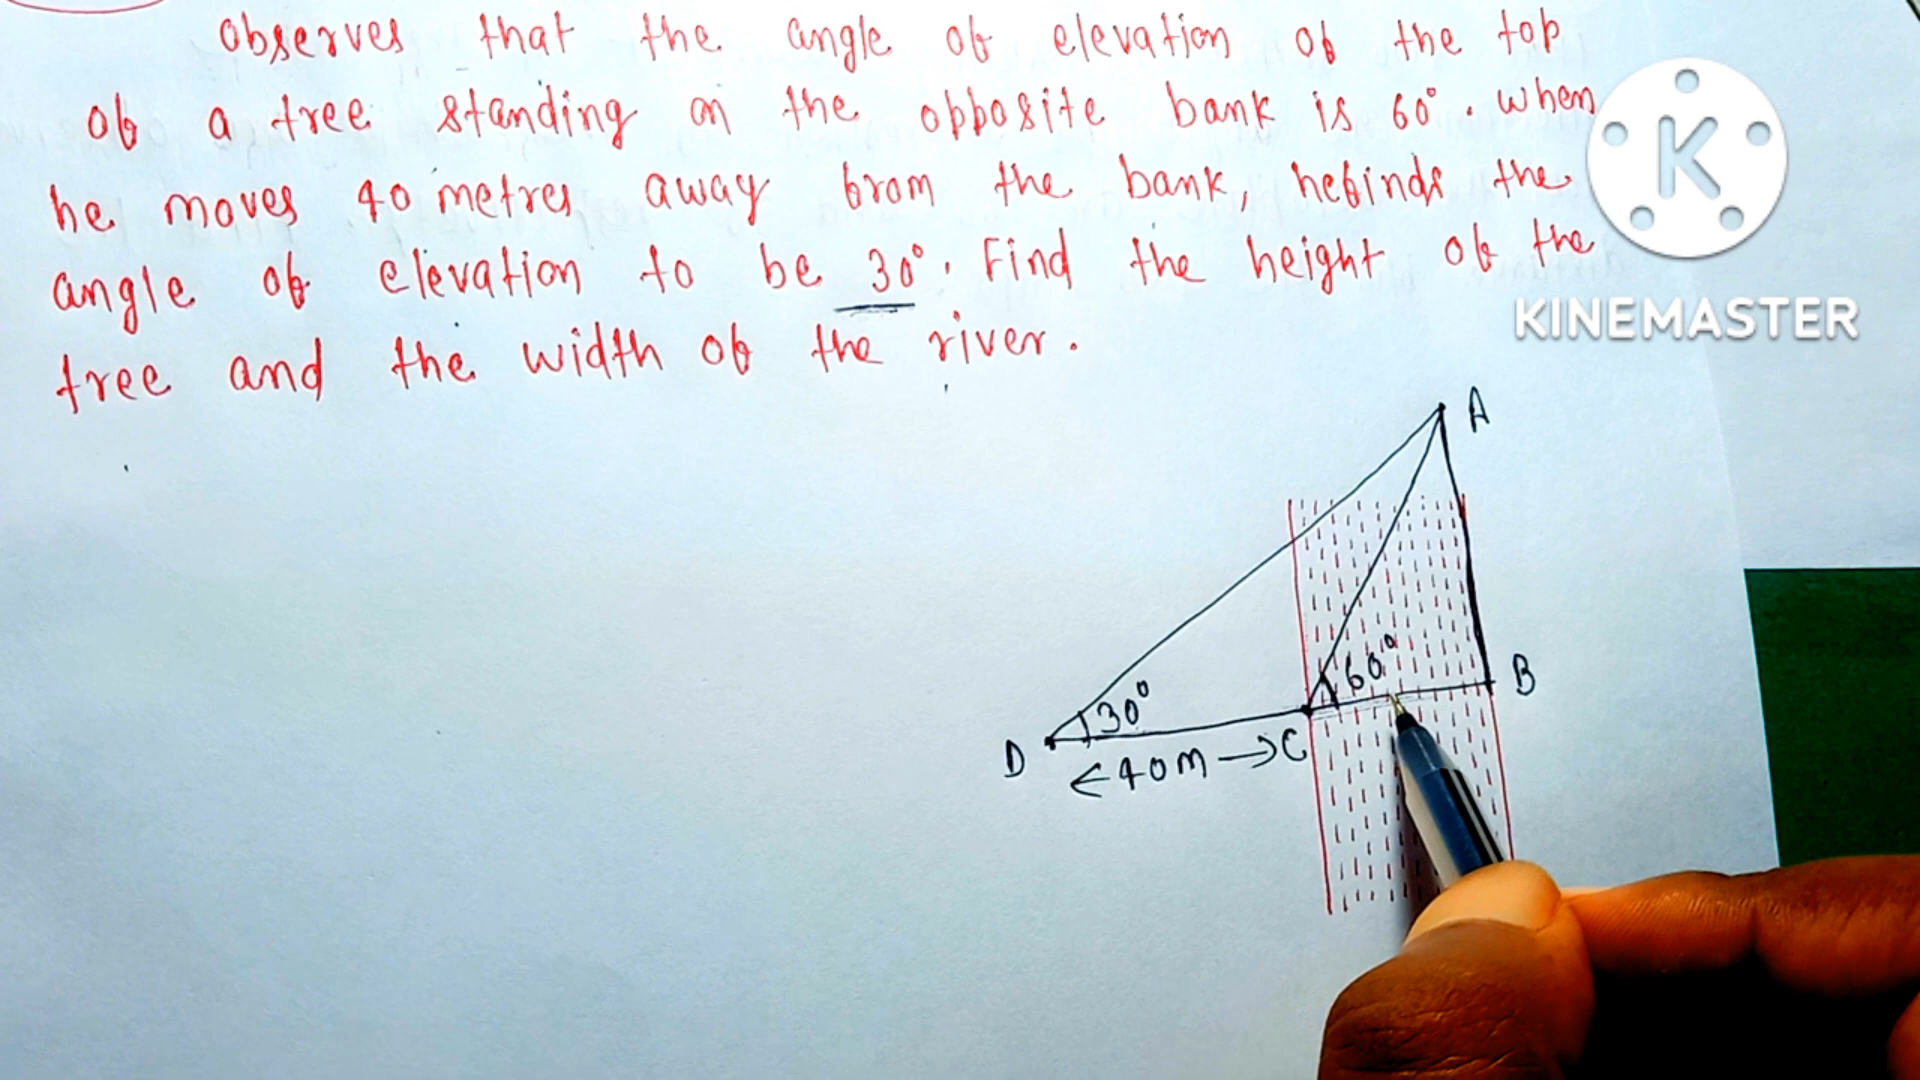 observes that the angle of elevation of the top
of a tree standing on the opposite bank is 60°. when
he moves 40 metres away from the bank, he finds the
angle of elevation to be 30°. Find the height of the
tree and the width of the river.
K
KINEMASTER
A
60°
B
30°
D
C
40m